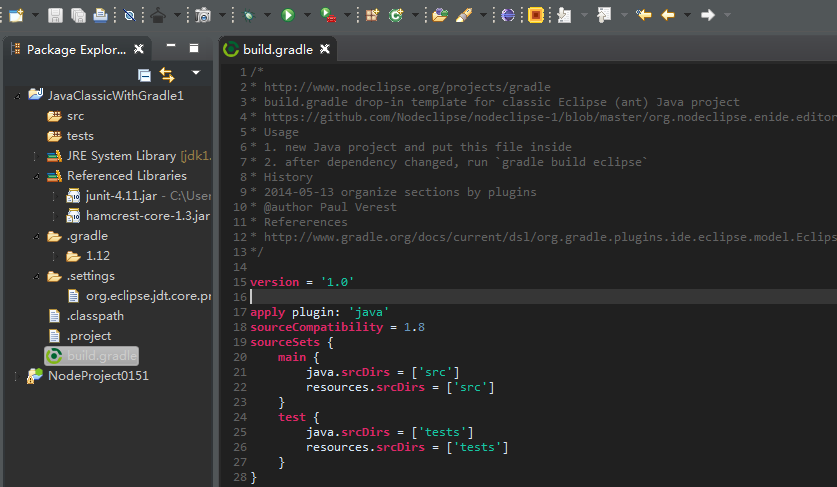 Package Explor...
JavaClassicWithGradle1
src
tests
JRE System Library [jdk1.
Referenced Libraries
junit-4.11.jar - C:\User
hamcrest-core-1.3.jar
.gradle
1.12
.settings
org.eclipse.jdt.core.pr
.classpath
.project
build.gradle
NodeProject0151
build.gradle
1 /*
2 * http://www.nodeclipse.org/projects/gradle
3 * build.gradle drop-in template for classic Eclipse (ant) Java project
4 * https://github.com/Nodeclipse/nodeclipse-1/blob/master/org.nodeclipse.enide.editor
5 * Usage
6 * 1. new Java project and put this file inside
7 * 2. after dependency changed, run `gradle build eclipse`
8 * History
9 * 2014-05-13 organize sections by plugins
10 * @author Paul Verest
11 * Refererences
12 * http://www.gradle.org/docs/current/dsl/org.gradle.plugins.ide.eclipse.model.Eclips
13 */
14
15 version = '1.0'
16
17 apply plugin: 'java'
18 sourceCompatibility = 1.8
19 sourceSets {
20 main {
21 java.srcDirs = ['src']
22 resources.srcDirs = ['src']
23 }
24 test {
25 java.srcDirs = ['tests']
26 resources.srcDirs = ['tests']
27 }
28 }